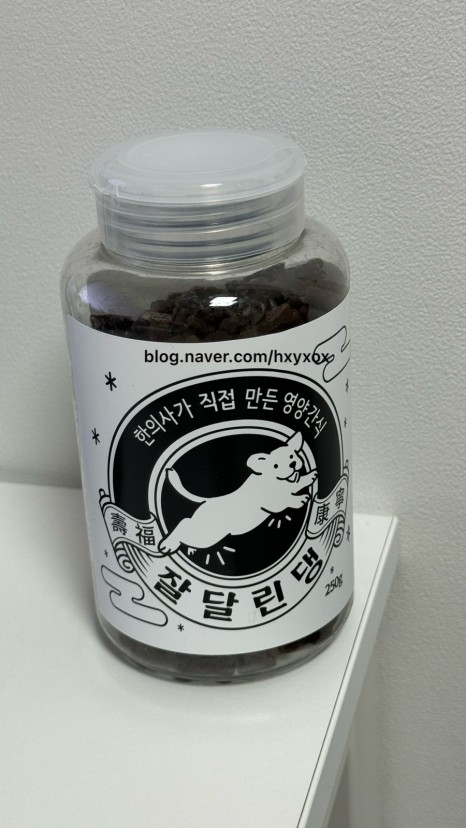 blog.naver.com/hxyxox
한의사가 직접 만든 영양간식
壽福
康寧
잘달린댕
250g